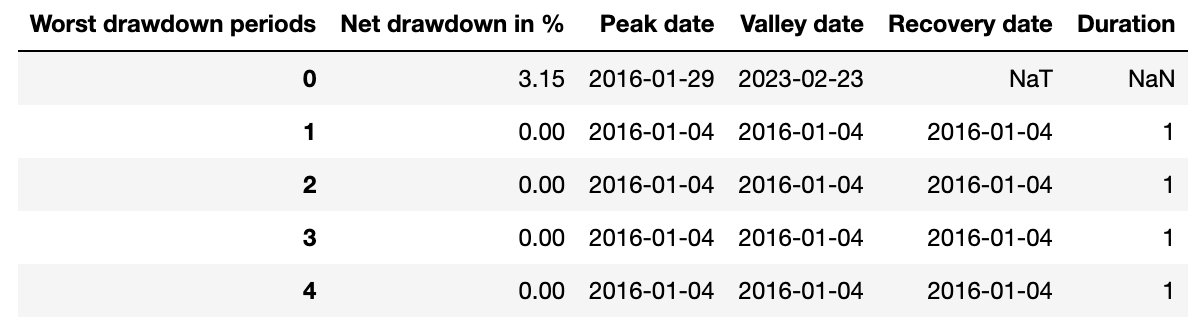 Worst drawdown periods Net drawdown in % Peak date Valley date Recovery date Duration
0 3.15 2016-01-29 2023-02-23 NaT NaN
1 0.00 2016-01-04 2016-01-04 2016-01-04 1
2 0.00 2016-01-04 2016-01-04 2016-01-04 1
3 0.00 2016-01-04 2016-01-04 2016-01-04 1
4 0.00 2016-01-04 2016-01-04 2016-01-04 1